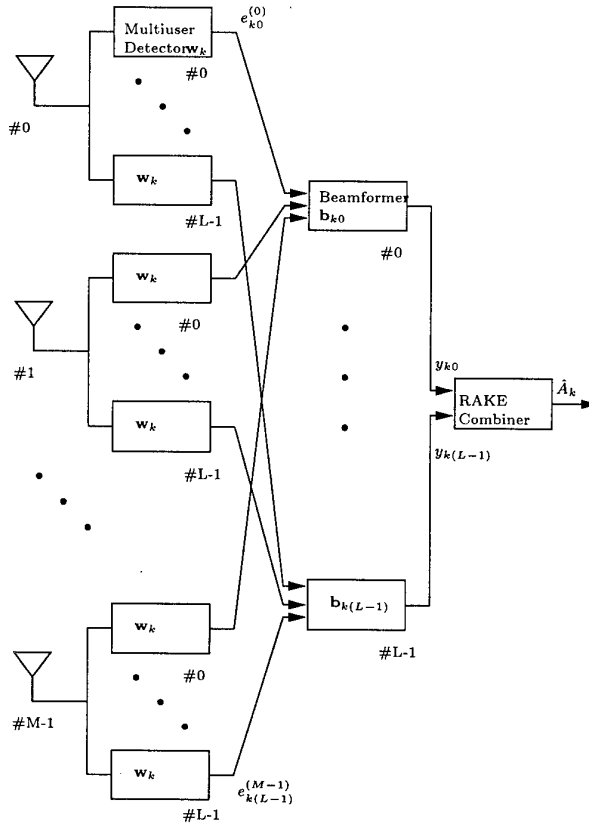 e_{k0}^{(0)}
Multiuser
Detector w_k
#0
#0
w_k
#L-1
Beamformer
b_{k0}
#0
w_k
#0
#1
w_k
#L-1
y_{k0}
RAKE
Combiner
Â_k
y_{k(L-1)}
w_k
#0
b_{k(L-1)}
#L-1
#M-1
w_k
#L-1
e_{k(L-1)}^{(M-1)}